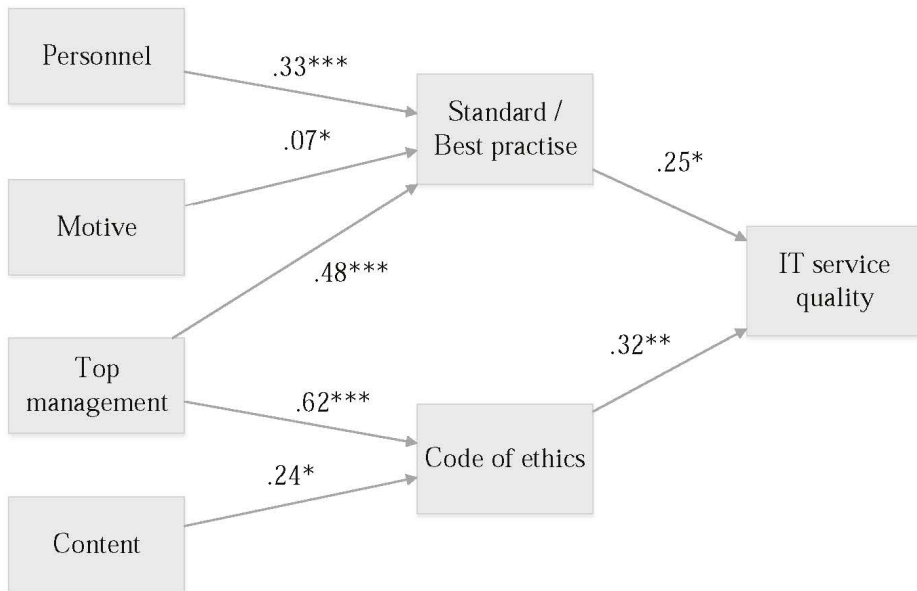 Personnel
.33***
Standard /
Best practise
.07*
Motive
.25*
.48***
IT service
quality
Top
management
.62***
.32**
Code of ethics
.24*
Content